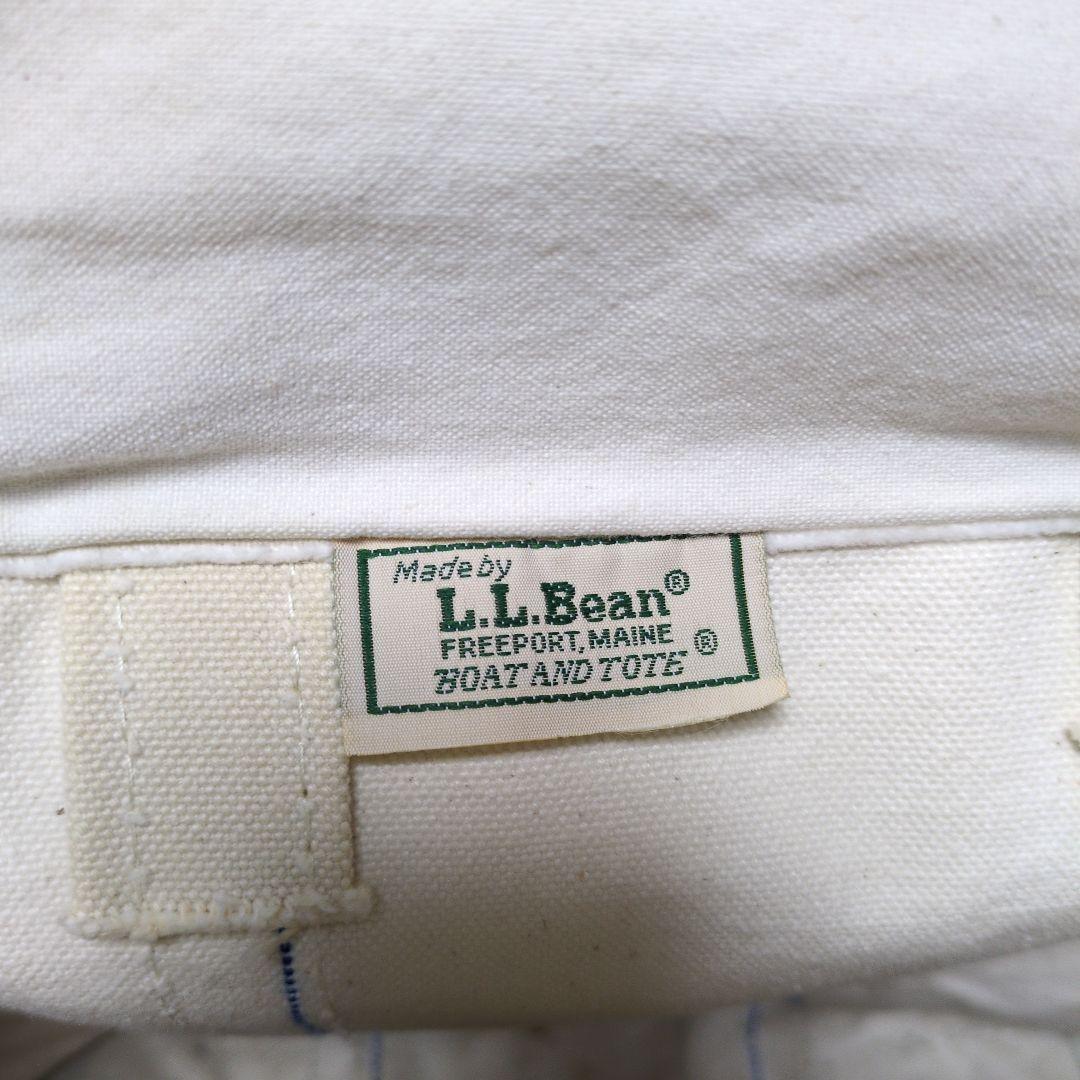 Made by
L.L.Bean®
FREEPORT, MAINE
BOAT AND TOTE ®